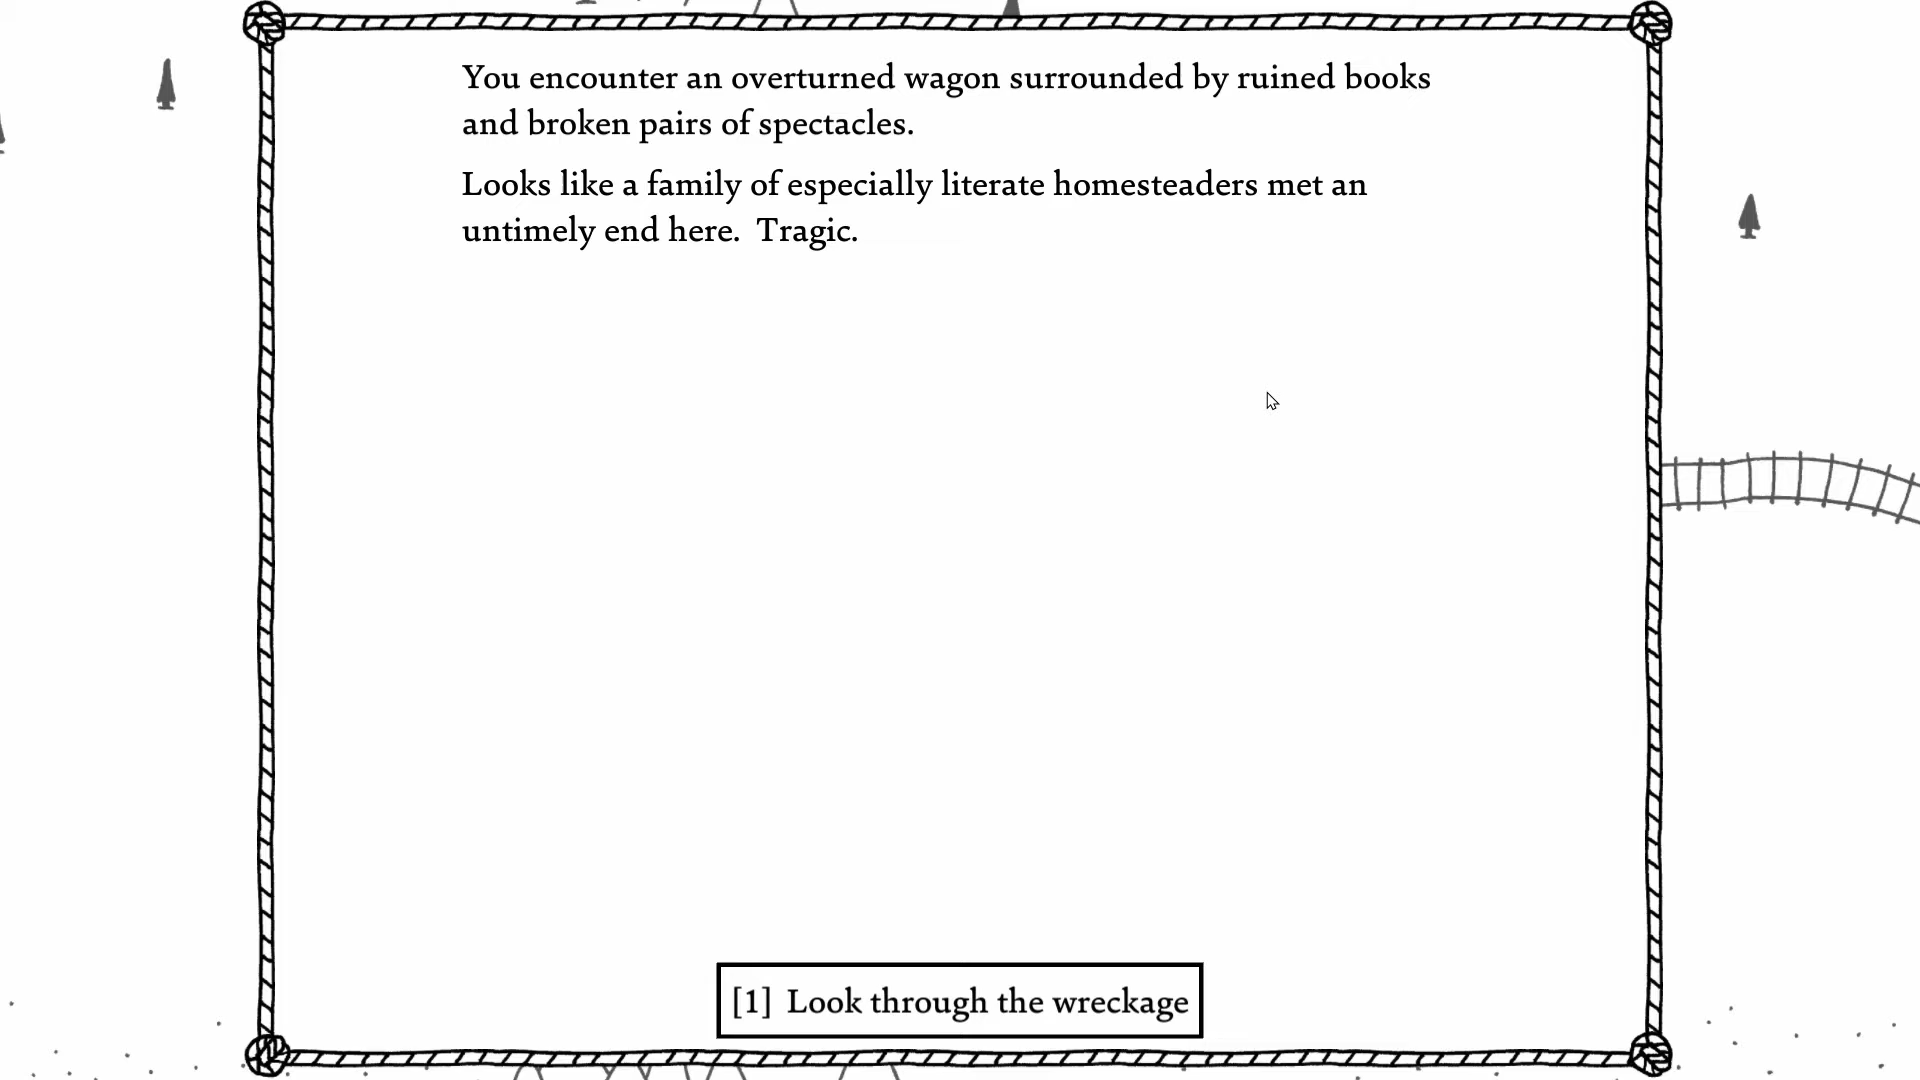 You encounter an overturned wagon surrounded by ruined books
and broken pairs of spectacles.
Looks like a family of especially literate homesteaders met an
untimely end here.  Tragic.
[1]  Look through the wreckage